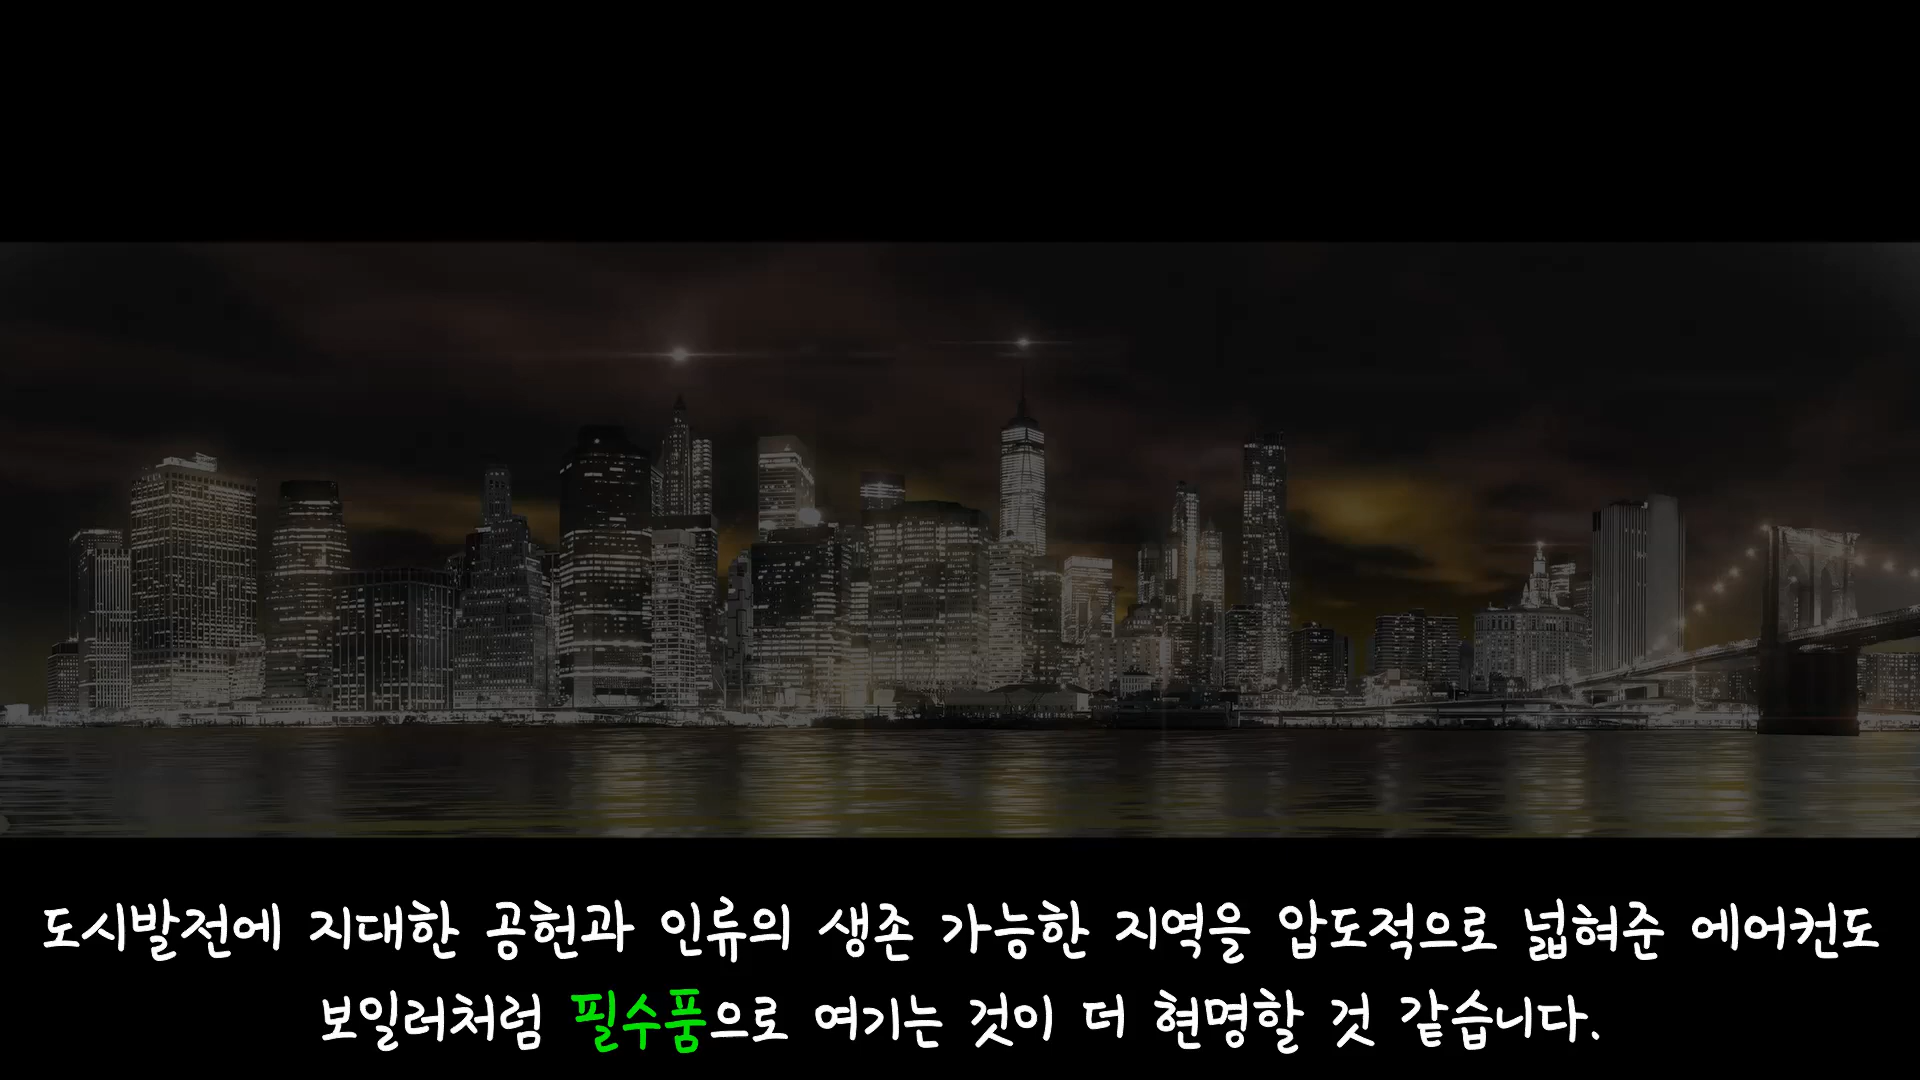 도시발전에 지대한 공헌과 인류의 생존 가능한 지역을 압도적으로 넓혀준 에어컨도
보일러처럼 필수품으로 여기는 것이 더 현명할 것 같습니다.